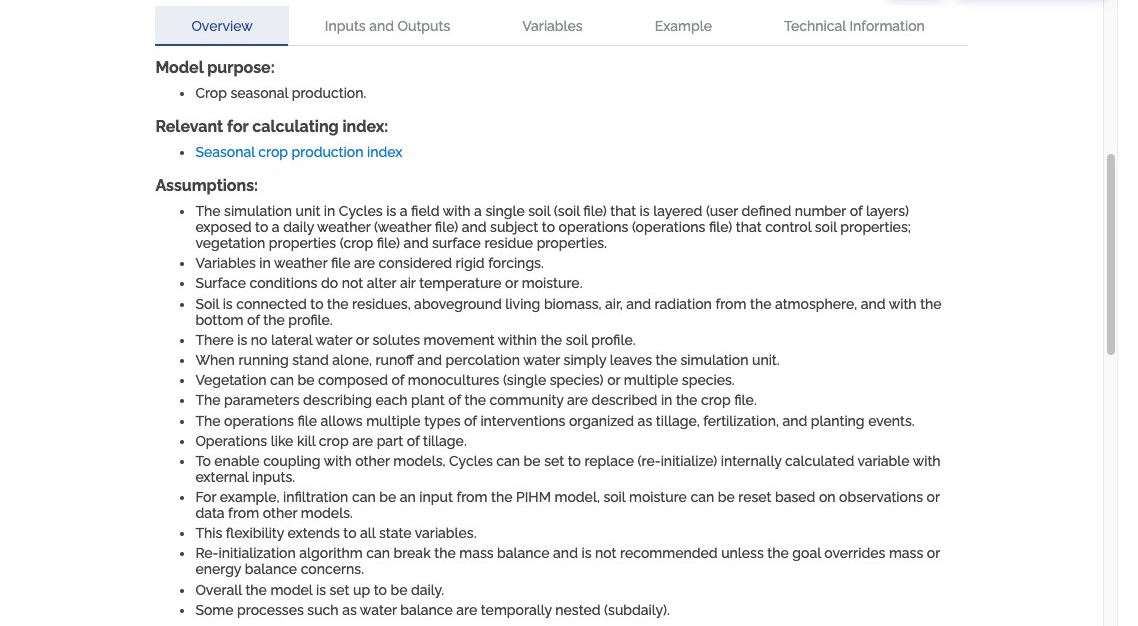 Overview Inputs and Outputs Variables Example Technical Information
Model purpose:
• Crop seasonal production.
Relevant for calculating index:
• Seasonal crop production index
Assumptions:
• The simulation unit in Cycles is a field with a single soil (soil file) that is layered (user defined number of layers)
exposed to a daily weather (weather file) and subject to operations (operations file) that control soil properties;
vegetation properties (crop file) and surface residue properties.
• Variables in weather file are considered rigid forcings.
• Surface conditions do not alter air temperature or moisture.
• Soil is connected to the residues, aboveground living biomass, air, and radiation from the atmosphere, and with the
bottom of the profile.
• There is no lateral water or solutes movement within the soil profile.
• When running stand alone, runoff and percolation water simply leaves the simulation unit.
• Vegetation can be composed of monocultures (single species) or multiple species.
• The parameters describing each plant of the community are described in the crop file.
• The operations file allows multiple types of interventions organized as tillage, fertilization, and planting events.
• Operations like kill crop are part of tillage.
• To enable coupling with other models, Cycles can be set to replace (re-initialize) internally calculated variable with
external inputs.
• For example, infiltration can be an input from the PIHM model, soil moisture can be reset based on observations or
data from other models.
• This flexibility extends to all state variables.
• Re-initialization algorithm can break the mass balance and is not recommended unless the goal overrides mass or
energy balance concerns.
• Overall the model is set up to be daily.
• Some processes such as water balance are temporally nested (subdaily).